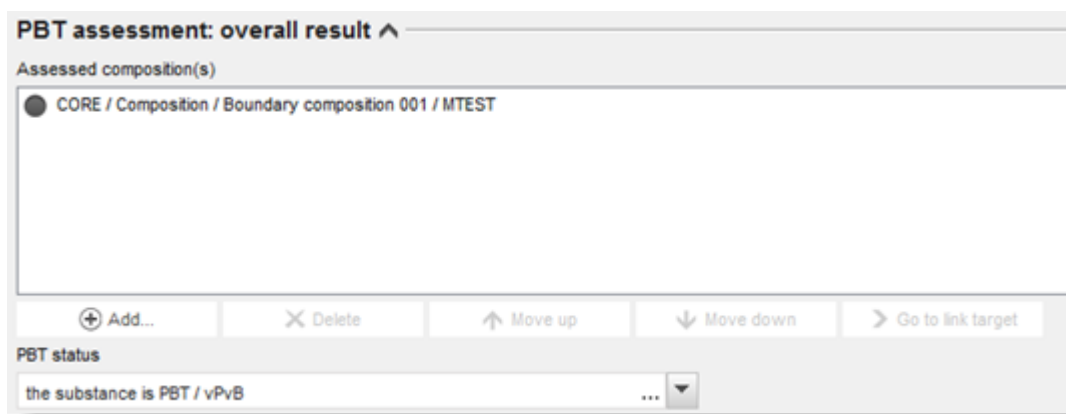 PBT assessment: overall result
Assessed composition(s)
CORE / Composition / Boundary composition 001 / MTEST
Add... Delete Move up Move down Go to link target
PBT status
the substance is PBT / vPvB ...